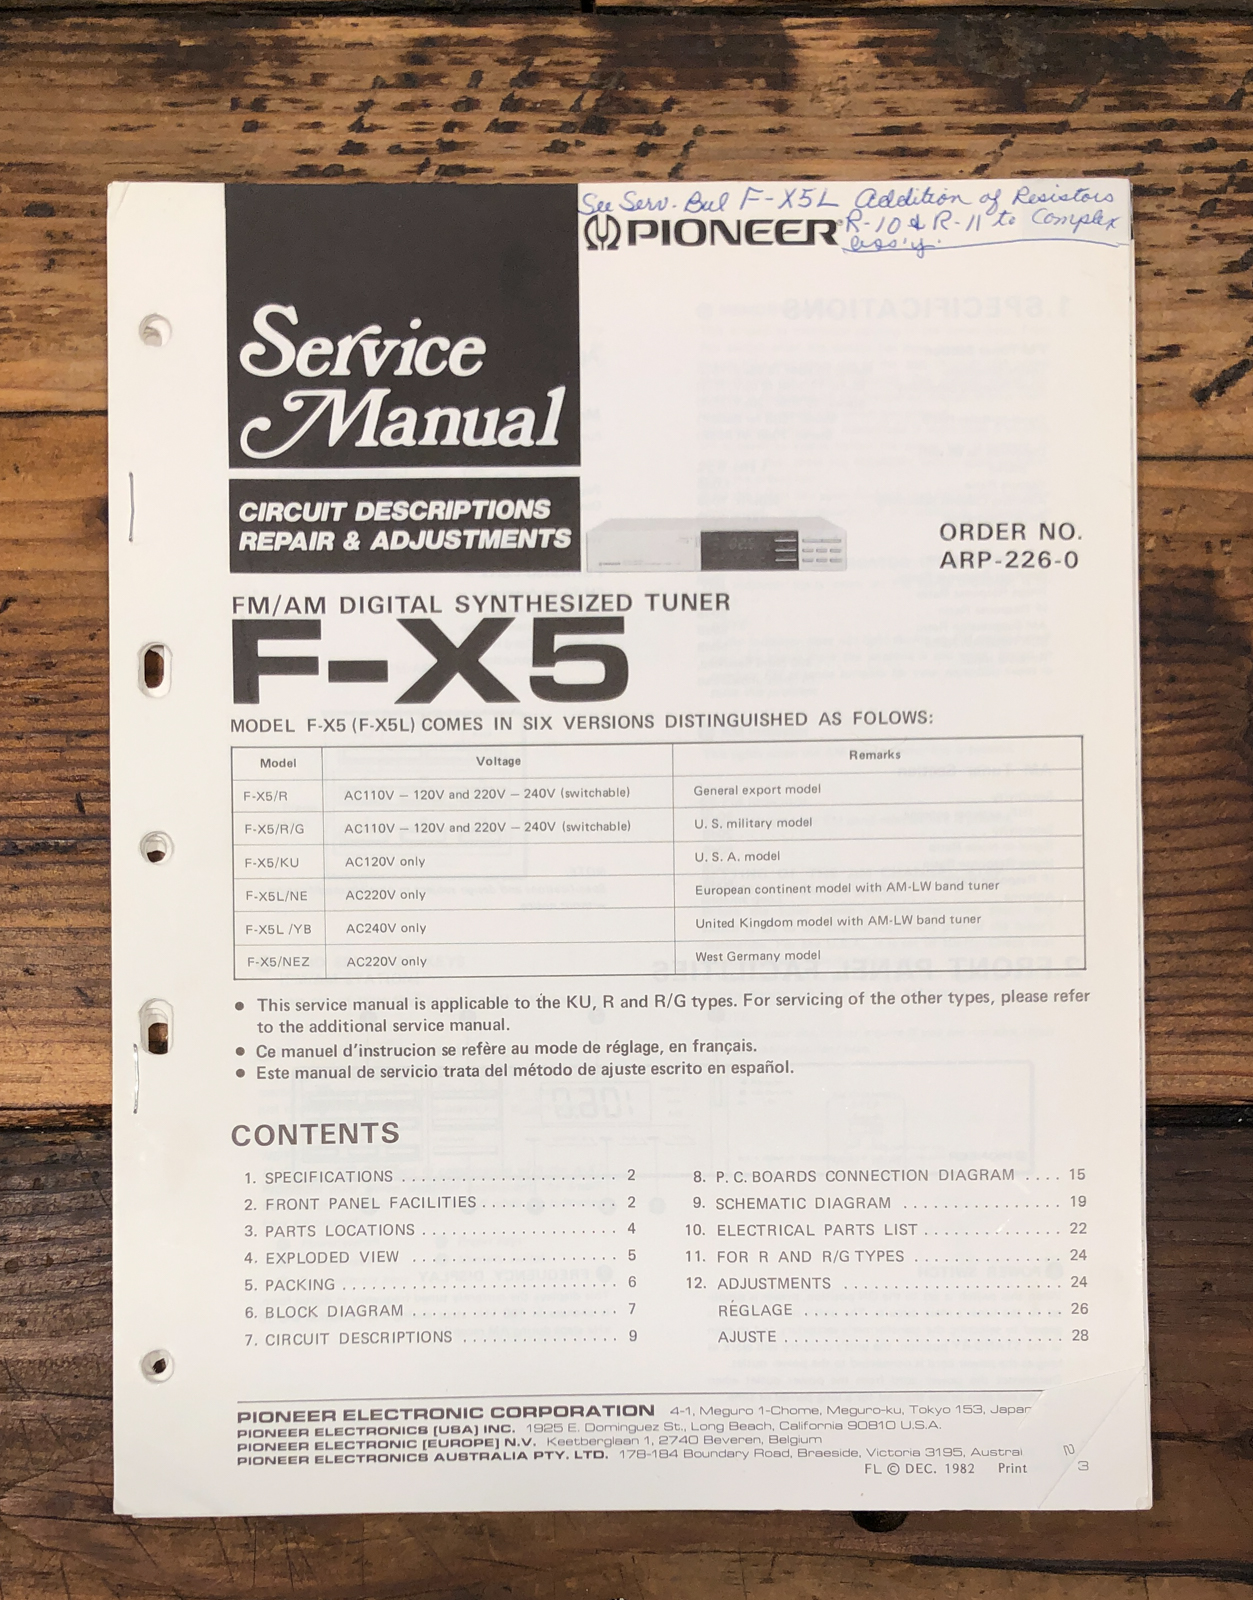 See Serv. Bul F-X5L Addition of Resistors
R-10 & R-11 to Complex
ass'y.
PIONEER
Service
Manual
CIRCUIT DESCRIPTIONS
REPAIR & ADJUSTMENTS
ORDER NO.
ARP-226-0
FM/AM DIGITAL SYNTHESIZED TUNER
F-X5
MODEL F-X5 (F-X5L) COMES IN SIX VERSIONS DISTINGUISHED AS FOLOWS:
Model Voltage Remarks
F-X5/R AC110V – 120V and 220V – 240V (switchable) General export model
F-X5/R/G AC110V – 120V and 220V – 240V (switchable) U. S. military model
F-X5/KU AC120V only U. S. A. model
F-X5L/NE AC220V only European continent model with AM-LW band tuner
F-X5L /YB AC240V only United Kingdom model with AM-LW band tuner
F-X5/NEZ AC220V only West Germany model
● This service manual is applicable to the KU, R and R/G types. For servicing of the other types, please refer
to the additional service manual.
● Ce manuel d'instrucion se refère au mode de réglage, en français.
● Este manual de servicio trata del método de ajuste escrito en español.
CONTENTS
1. SPECIFICATIONS . . . . . . . . . . . . . . . . . . . . . . . 2
2. FRONT PANEL FACILITIES . . . . . . . . . . . . . . 2
3. PARTS LOCATIONS . . . . . . . . . . . . . . . . . . . . . 4
4. EXPLODED VIEW . . . . . . . . . . . . . . . . . . . . . . 5
5. PACKING . . . . . . . . . . . . . . . . . . . . . . . . . . . . . 6
6. BLOCK DIAGRAM . . . . . . . . . . . . . . . . . . . . . . 7
7. CIRCUIT DESCRIPTIONS . . . . . . . . . . . . . . . . 9
8. P. C. BOARDS CONNECTION DIAGRAM . . . . 15
9. SCHEMATIC DIAGRAM . . . . . . . . . . . . . . . . . 19
10. ELECTRICAL PARTS LIST . . . . . . . . . . . . . . . 22
11. FOR R AND R/G TYPES . . . . . . . . . . . . . . . . 24
12. ADJUSTMENTS . . . . . . . . . . . . . . . . . . . . . . . 24
RÉGLAGE . . . . . . . . . . . . . . . . . . . . . . . . . . . 26
AJUSTE . . . . . . . . . . . . . . . . . . . . . . . . . . . . . 28
PIONEER ELECTRONIC CORPORATION 4-1, Meguro 1-Chome, Meguro-ku, Tokyo 153, Japan
PIONEER ELECTRONICS [USA] INC. 1925 E. Dominguez St., Long Beach, California 90810 U.S.A.
PIONEER ELECTRONIC [EUROPE] N.V. Keetberglaan 1, 2740 Beveren, Belgium
PIONEER ELECTRONICS AUSTRALIA PTY. LTD. 178-184 Boundary Road, Braeside, Victoria 3195, Austral
FL © DEC. 1982 Print